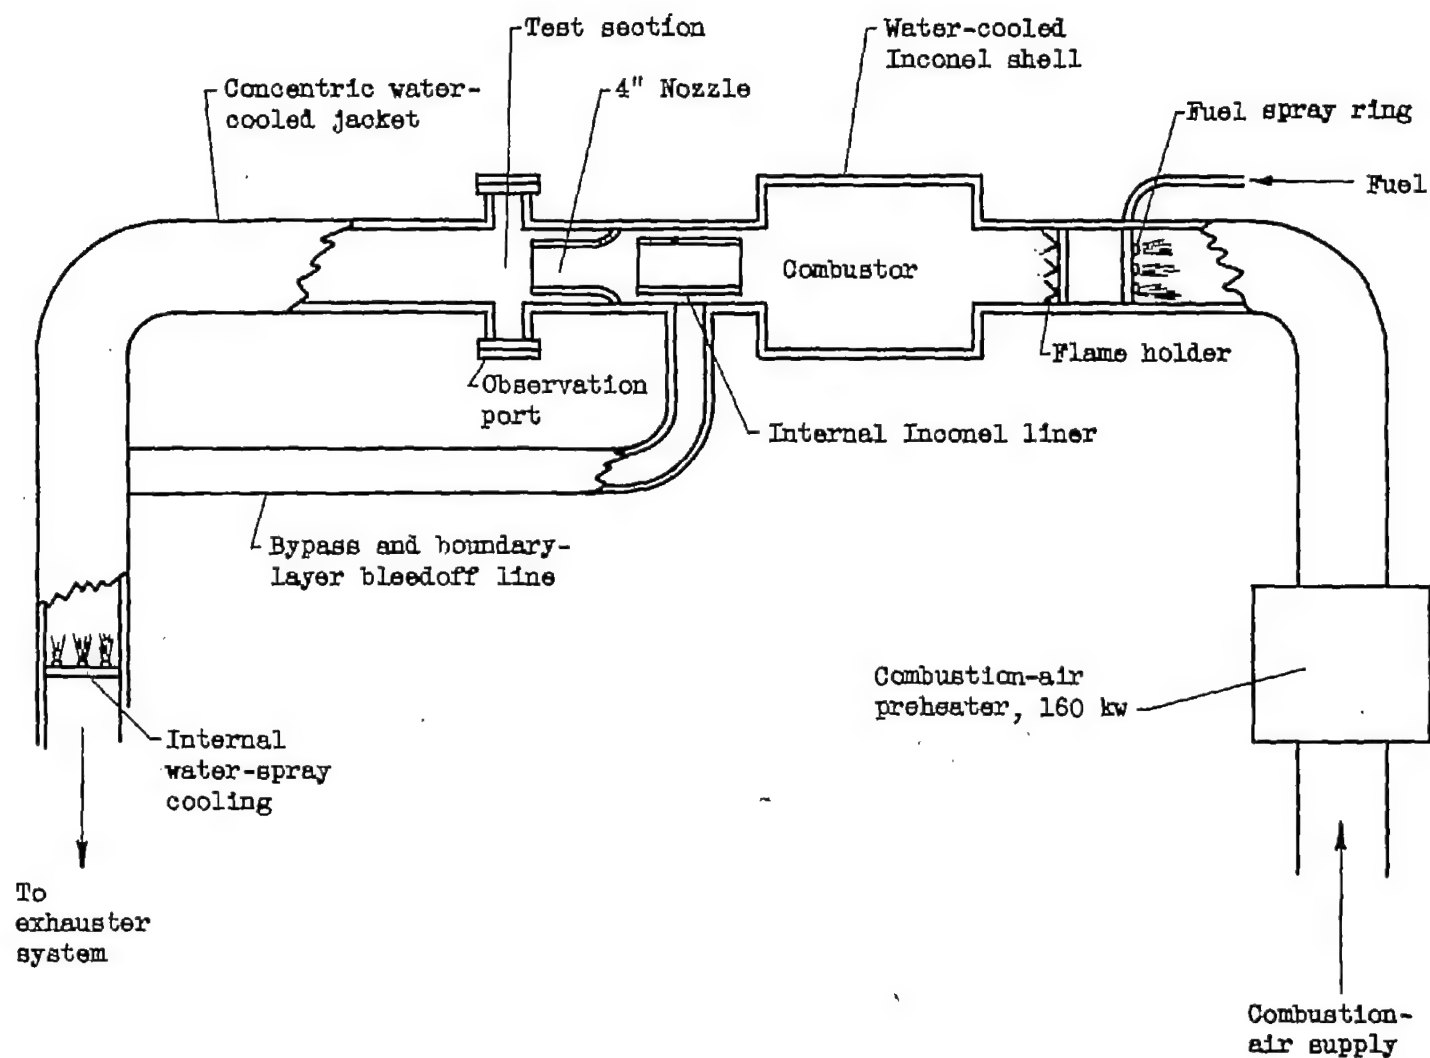 Test section
Water-cooled
Inconel shell
Concentric water-
cooled jacket
4" Nozzle
Fuel spray ring
Fuel
Combustor
Flame holder
Observation
port
Internal Inconel liner
Bypass and boundary-
layer bleedoff line
Combustion-air
preheater, 160 kw
Internal
water-spray
cooling
To
exhauster
system
Combustion-
air supply